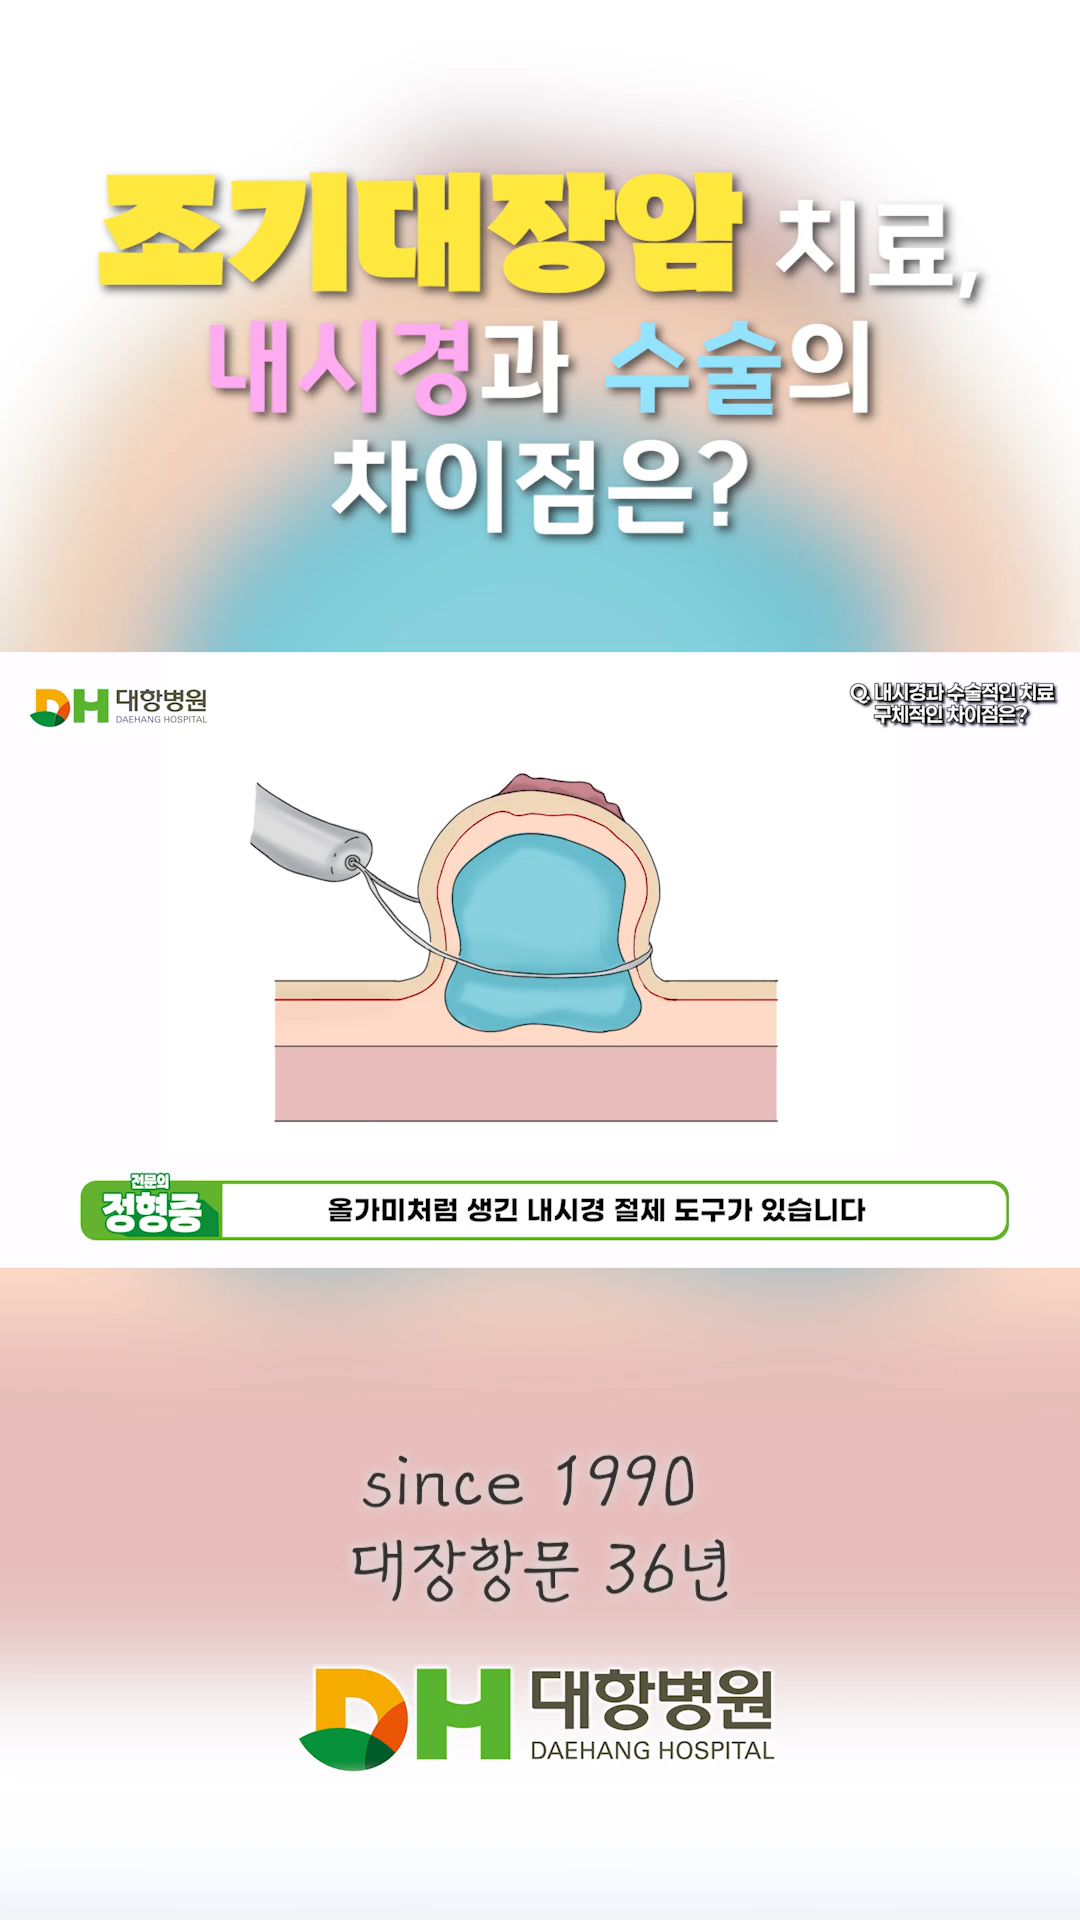 조기대장암 치료,
내시경과 수술의
차이점은?
DH 대항병원
DAEHANG HOSPITAL
Q. 내시경과 수술적인 치료
구체적인 차이점은?
전문의
정형중
올가미처럼 생긴 내시경 절제 도구가 있습니다
since 1990
대장항문 36년
DH 대항병원
DAEHANG HOSPITAL